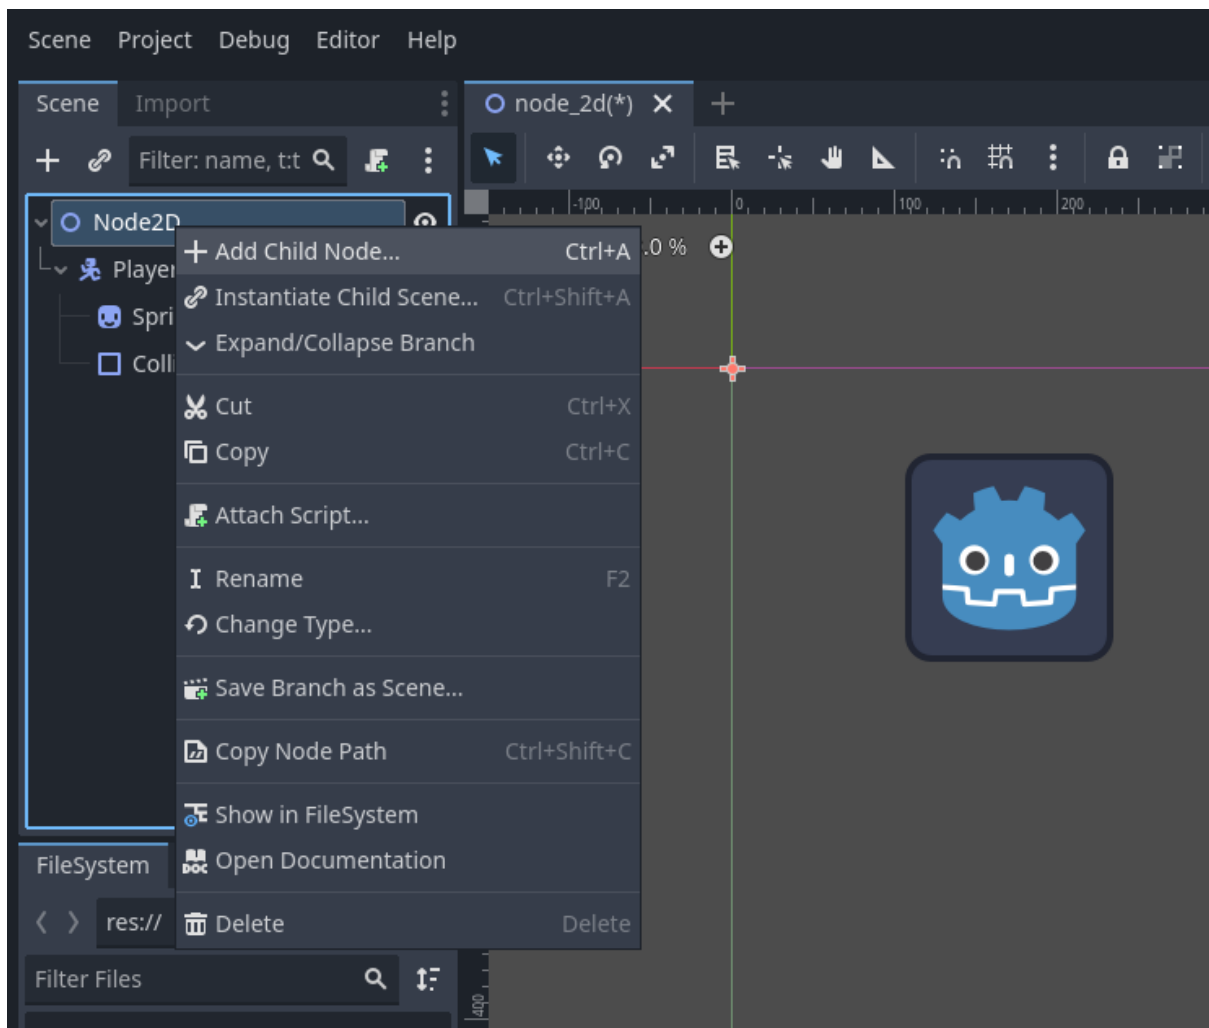 Scene Project Debug Editor Help
Scene Import
node_2d(*)
Filter: name, t:t
-100 0 100 200
Node2D
.0 %
Player
Spri
Colli
Add Child Node... Ctrl+A
Instantiate Child Scene... Ctrl+Shift+A
Expand/Collapse Branch
Cut Ctrl+X
Copy Ctrl+C
Attach Script...
Rename F2
Change Type...
Save Branch as Scene...
Copy Node Path Ctrl+Shift+C
Show in FileSystem
DOC Open Documentation
Delete Delete
FileSystem
res://
Filter Files
400